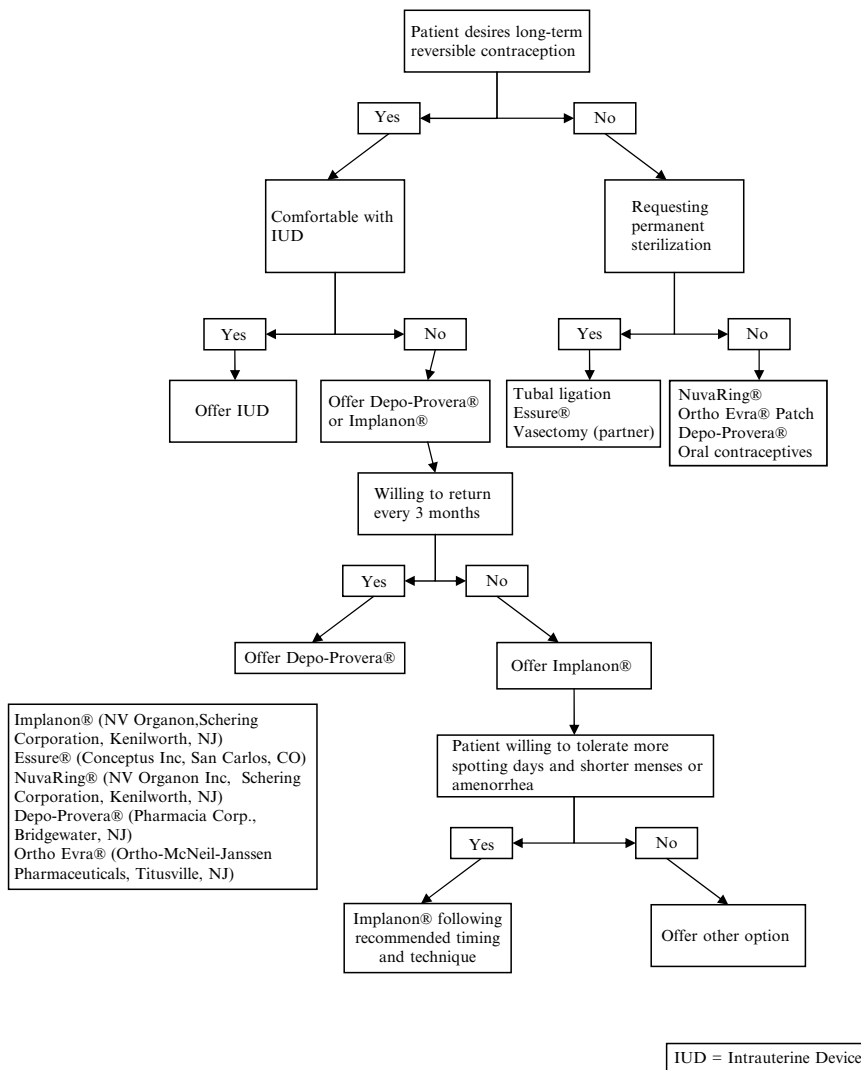 Patient desires long-term
reversible contraception
Yes
No
Comfortable with
IUD
Requesting
permanent
sterilization
Yes
No
Yes
No
Offer IUD
Offer Depo-Provera®
or Implanon®
Tubal ligation
Essure®
Vasectomy (partner)
NuvaRing®
Ortho Evra® Patch
Depo-Provera®
Oral contraceptives
Willing to return
every 3 months
Yes
No
Offer Depo-Provera®
Offer Implanon®
Implanon® (NV Organon,Schering
Corporation, Kenilworth, NJ)
Essure® (Conceptus Inc, San Carlos, CO)
NuvaRing® (NV Organon Inc, Schering
Corporation, Kenilworth, NJ)
Depo-Provera® (Pharmacia Corp.,
Bridgewater, NJ)
Ortho Evra® (Ortho-McNeil-Janssen
Pharmaceuticals, Titusville, NJ)
Patient willing to tolerate more
spotting days and shorter menses or
amenorrhea
Yes
No
Implanon® following
recommended timing
and technique
Offer other option
IUD = Intrauterine Device